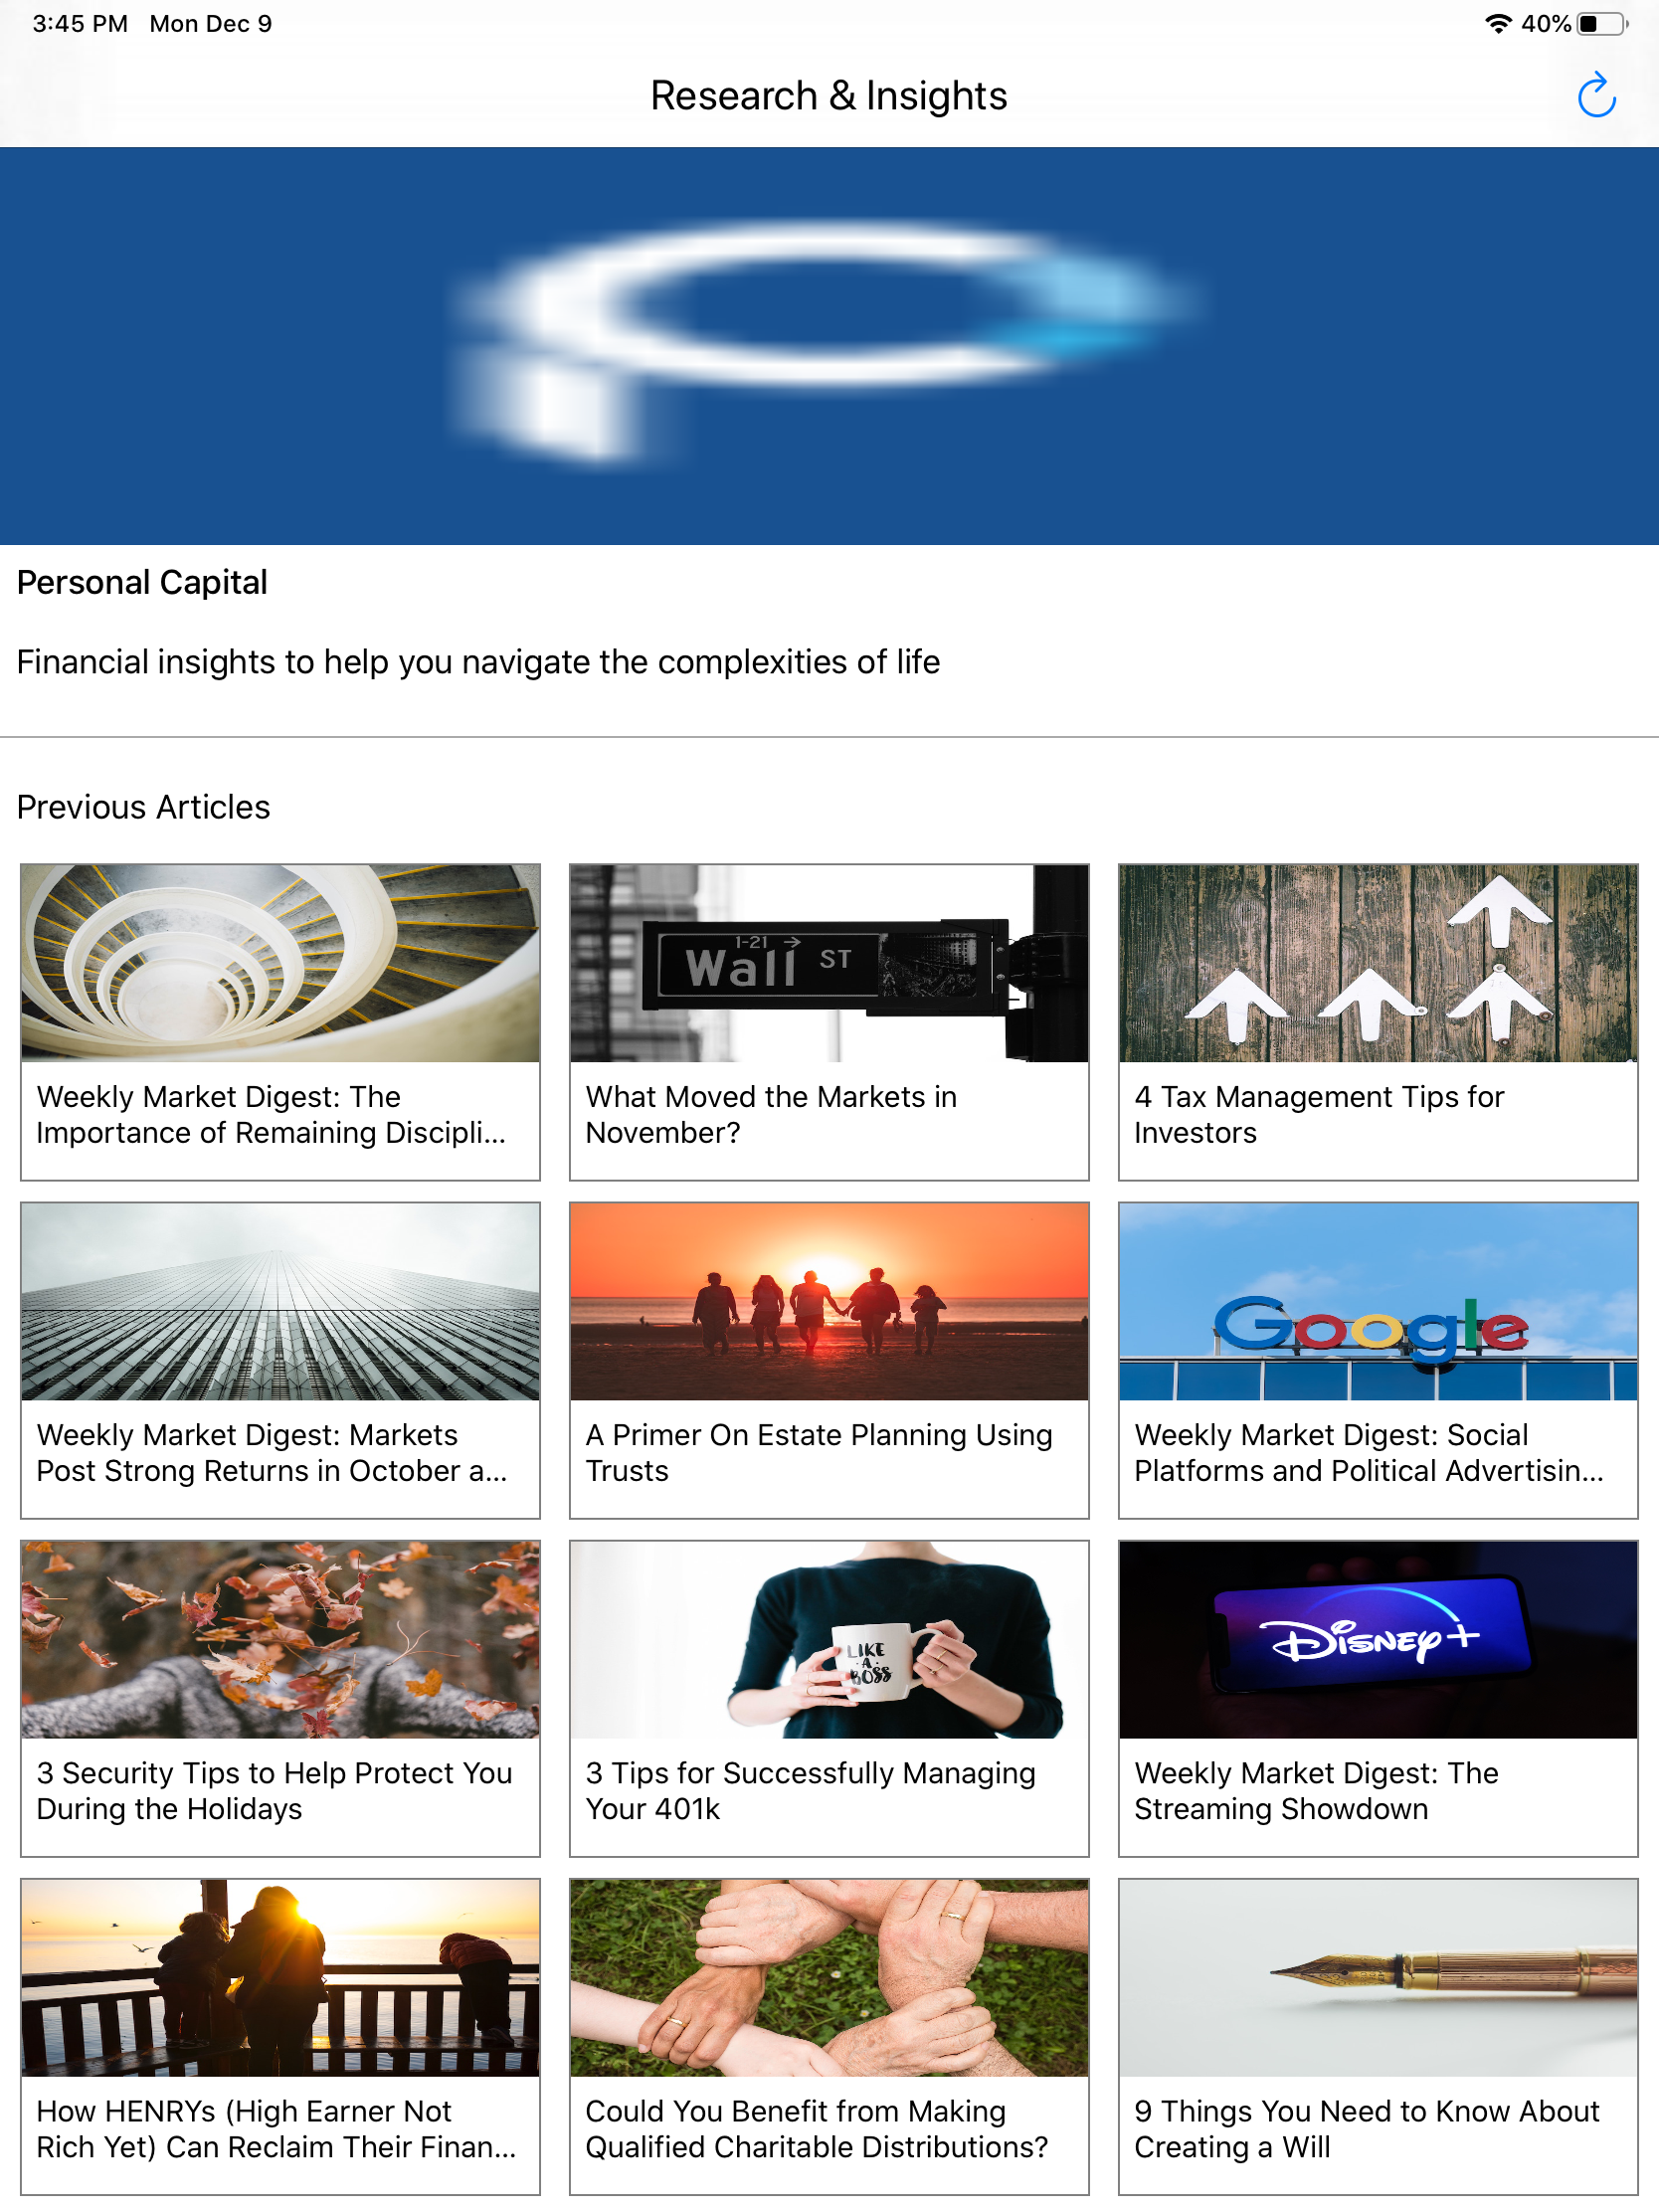 3:45 PM Mon Dec 9
40%
Research & Insights
Personal Capital
Financial insights to help you navigate the complexities of life
Previous Articles
1-21 →
Wall ST
Weekly Market Digest: The
Importance of Remaining Discipli...
What Moved the Markets in
November?
4 Tax Management Tips for
Investors
Google
Weekly Market Digest: Markets
Post Strong Returns in October a...
A Primer On Estate Planning Using
Trusts
Weekly Market Digest: Social
Platforms and Political Advertisin...
LIKE
·A·
BOSS
Disney+
3 Security Tips to Help Protect You
During the Holidays
3 Tips for Successfully Managing
Your 401k
Weekly Market Digest: The
Streaming Showdown
How HENRYs (High Earner Not
Rich Yet) Can Reclaim Their Finan...
Could You Benefit from Making
Qualified Charitable Distributions?
9 Things You Need to Know About
Creating a Will